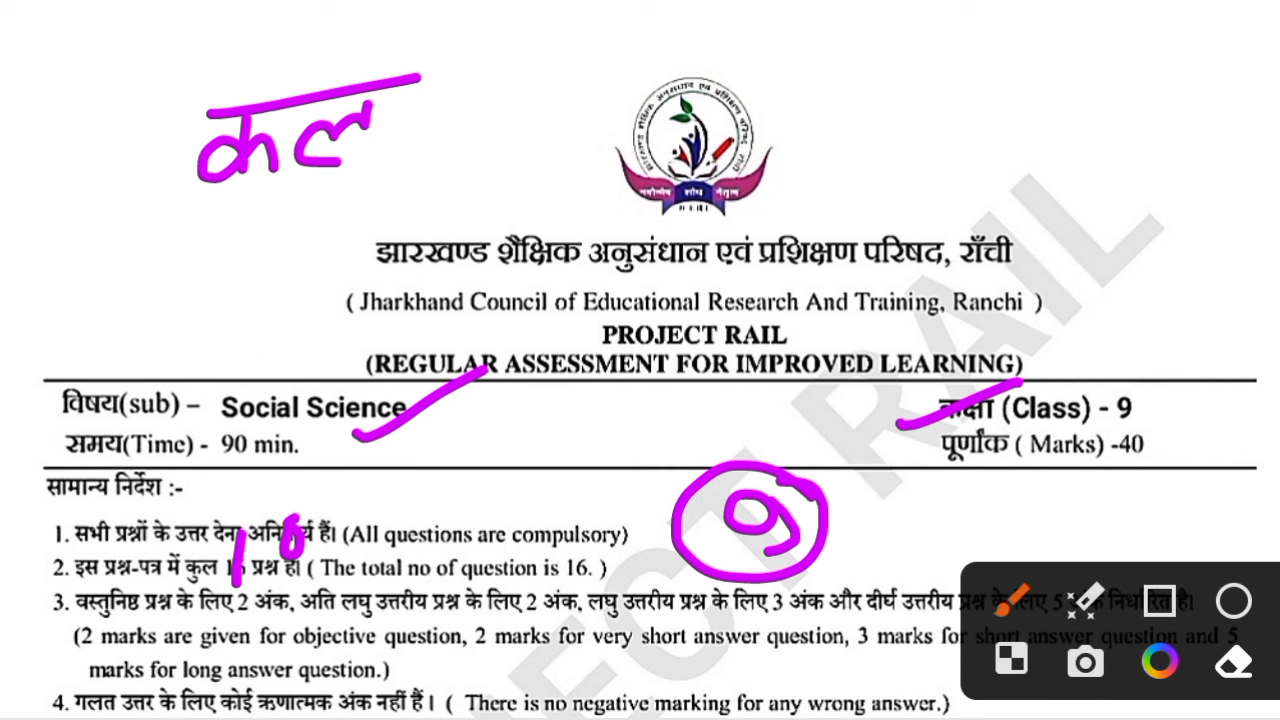 कल
झारखण्ड शैक्षिक अनुसंधान एवं प्रशिक्षण परिषद, राँची
( Jharkhand Council of Educational Research And Training, Ranchi )
PROJECT RAIL
(REGULAR ASSESSMENT FOR IMPROVED LEARNING)
विषय(sub) – Social Science कक्षा (Class) - 9
समय(Time) - 90 min. पूर्णांक ( Marks) -40
सामान्य निर्देश :-
9
1. सभी प्रश्नों के उत्तर देना अनिवार्य हैं। (All questions are compulsory)
2. इस प्रश्न-पत्र में कुल 16 प्रश्न है। ( The total no of question is 16. )
3. वस्तुनिष्ठ प्रश्न के लिए 2 अंक, अति लघु उत्तरीय प्रश्न के लिए 2 अंक, लघु उत्तरीय प्रश्न के लिए 3 अंक और दीर्घ उत्तरीय प्रश्न के लिए 5 अंक निर्धारित है।
(2 marks are given for objective question, 2 marks for very short answer question, 3 marks for short answer question and 5
marks for long answer question.)
4. गलत उत्तर के लिए कोई ऋणात्मक अंक नहीं हैं। ( There is no negative marking for any wrong answer.)